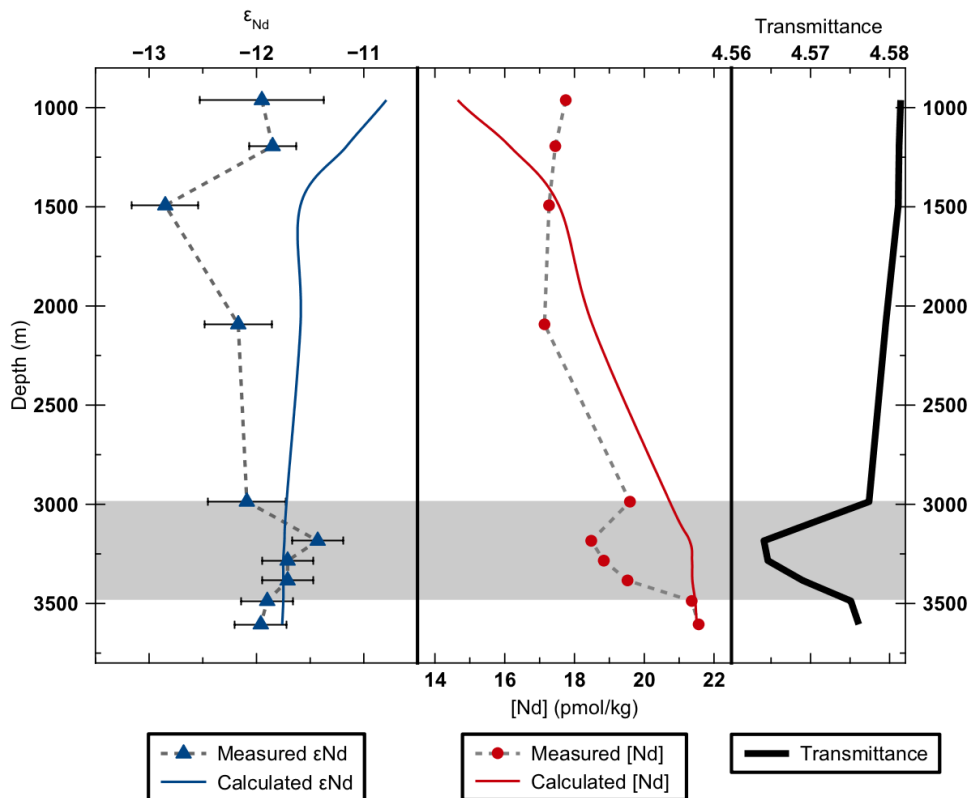 εNd
Transmittance
−13
−12
−11
−10
4.56
4.57
4.58
1000
1500
2000
2500
3000
3500
Depth (m)
1000
1500
2000
2500
3000
3500
14
16
18
20
22
[Nd] (pmol/kg)
Measured εNd
Calculated εNd
Measured [Nd]
Calculated [Nd]
Transmittance